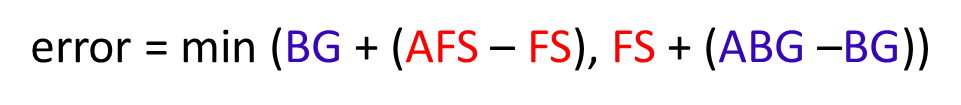 error = min (BG + (AFS – FS), FS + (ABG –BG))